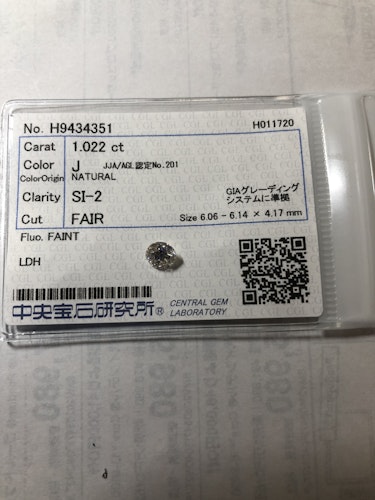 No. H9434351 H011720
Carat 1.022 ct
Color J JJA/AGL認定No.201
ColorOrigin NATURAL
Clarity SI-2 GIAグレーディング
システムに準拠
Cut FAIR Size 6.06 - 6.14 × 4.17 mm
Fluo. FAINT
LDH
中央宝石研究所® CENTRAL GEM
LABORATORY